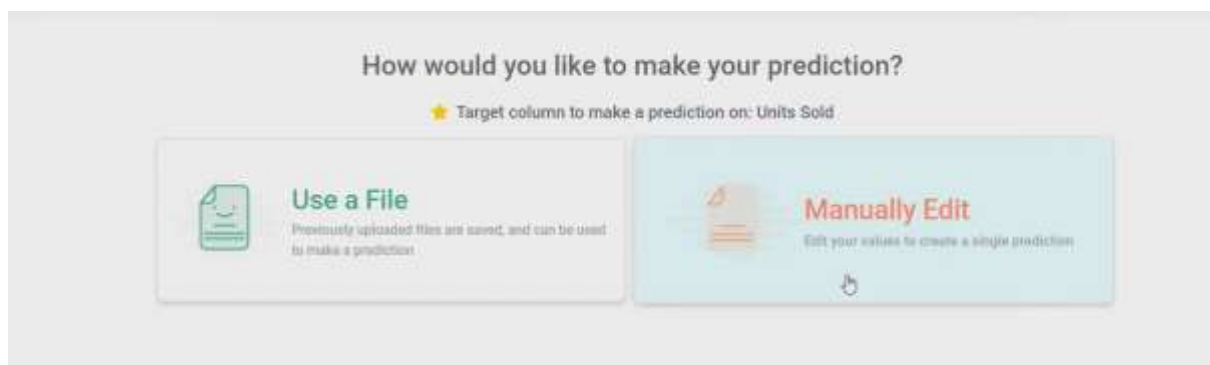 How would you like to make your prediction?
Target column to make a prediction on: Units Sold
Use a File
Previously uploaded files are saved, and can be used
to make a prediction
Manually Edit
Edit your values to create a single prediction